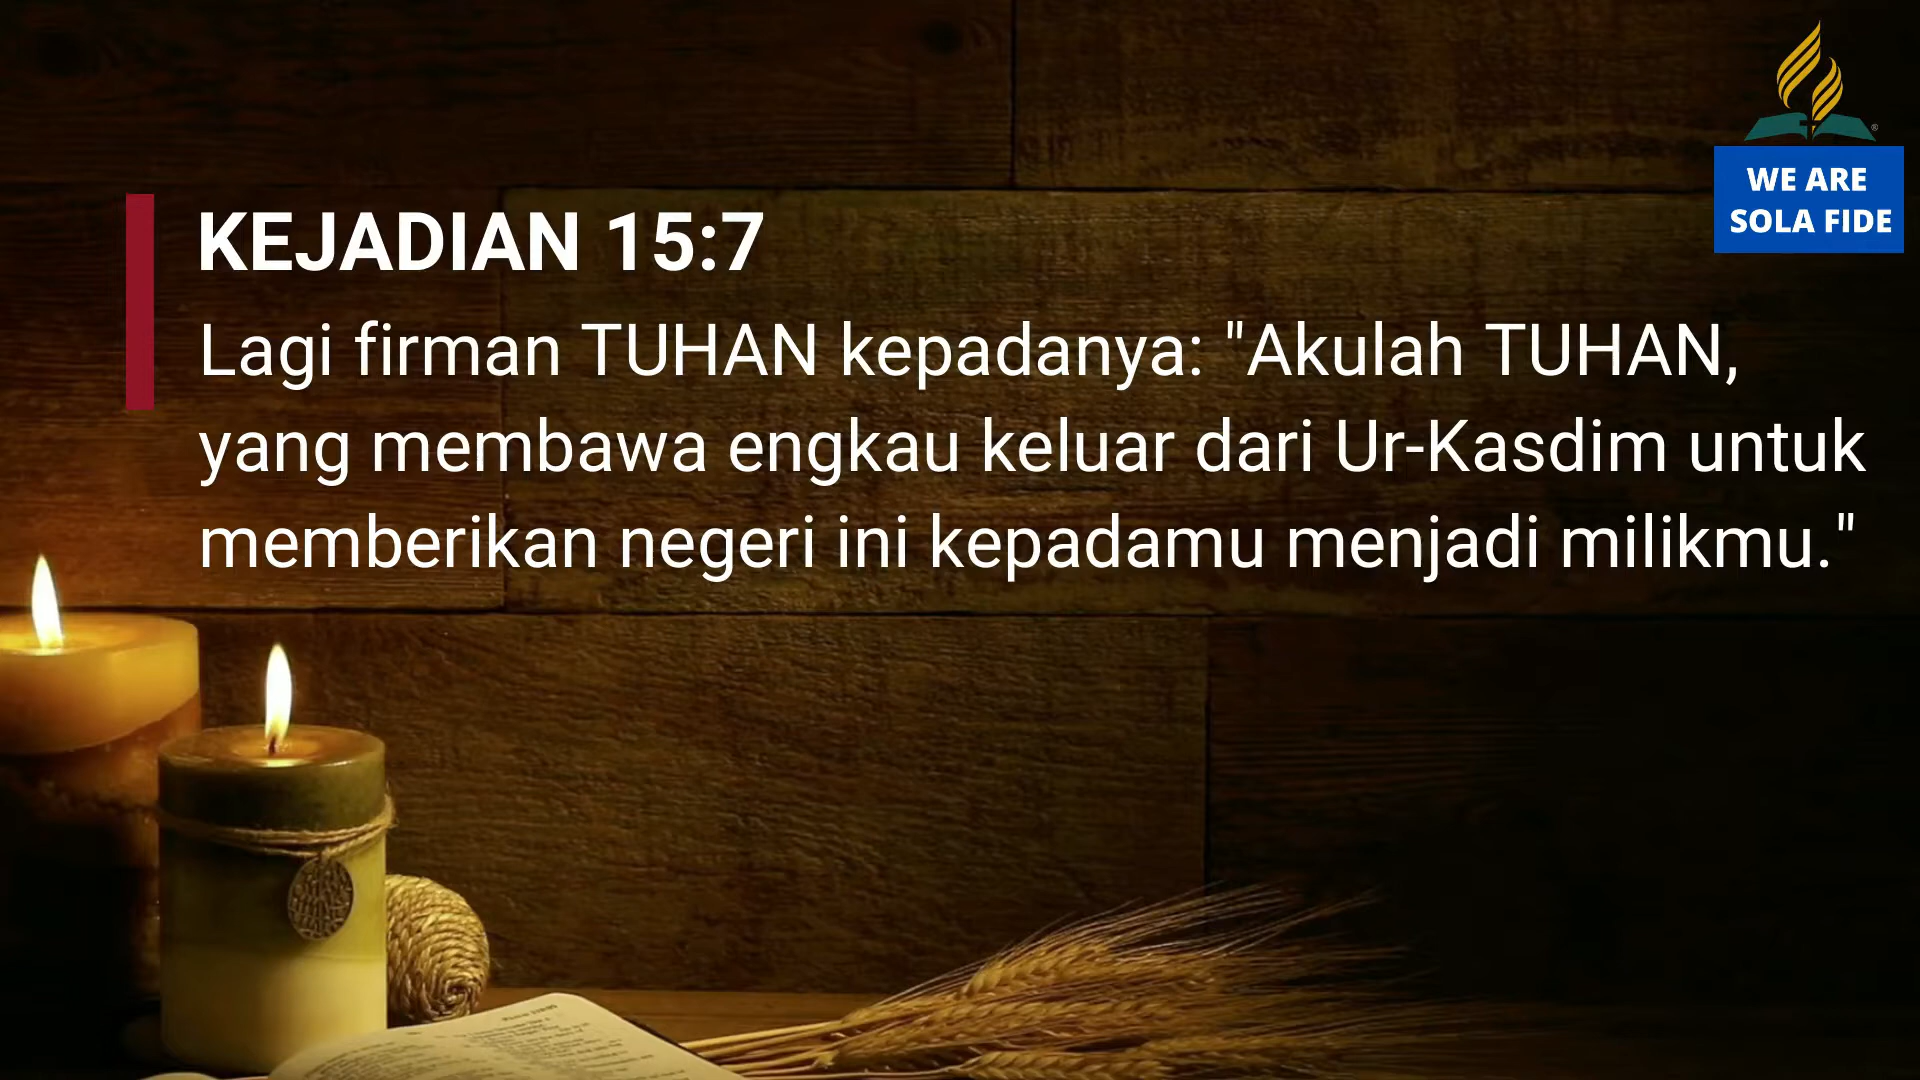 WE ARE
SOLA FIDE
KEJADIAN 15:7
Lagi firman TUHAN kepadanya: "Akulah TUHAN,
yang membawa engkau keluar dari Ur-Kasdim untuk
memberikan negeri ini kepadamu menjadi milikmu."